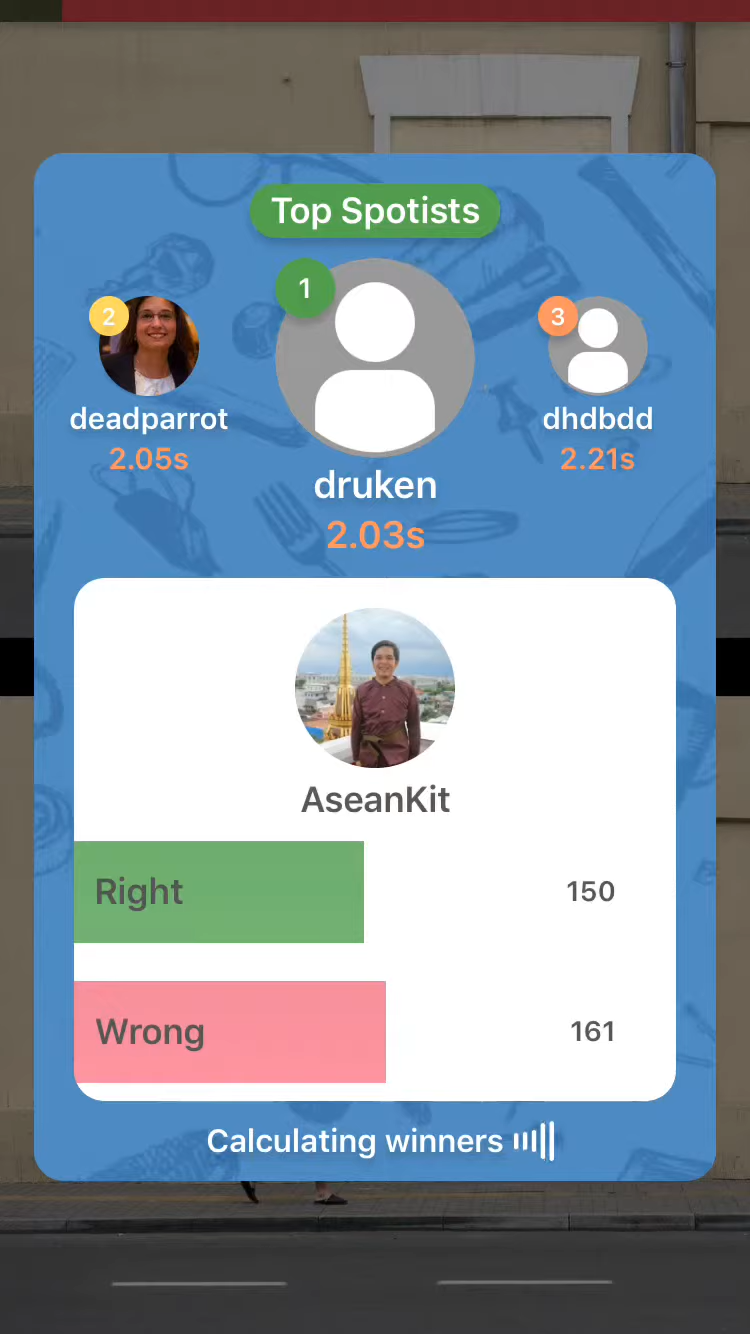 Top Spotists
1
2
3
deadparrot
dhdbdd
2.05s
2.21s
druken
2.03s
AseanKit
Right 150
Wrong 161
Calculating winners